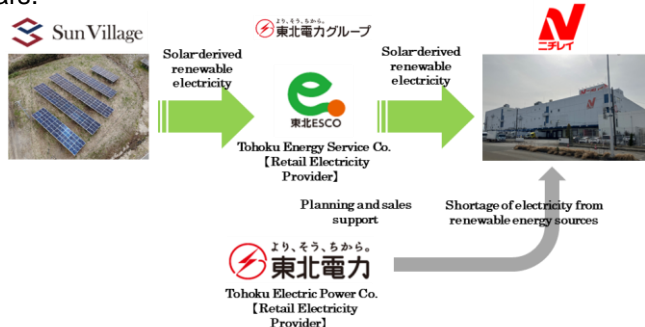 are.
Sun Village
より、そう、ちから。
東北電力グループ
ニチレイ
Solar-derived
renewable
electricity
Solar-derived
renewable
electricity
東北ESCO
Tohoku Energy Service Co.
【Retail Electricity
Provider】
Planning and sales
support
Shortage of electricity from
renewable energy sources
より、そう、ちから。
東北電力
Tohoku Electric Power Co.
【Retail Electricity
Provider】